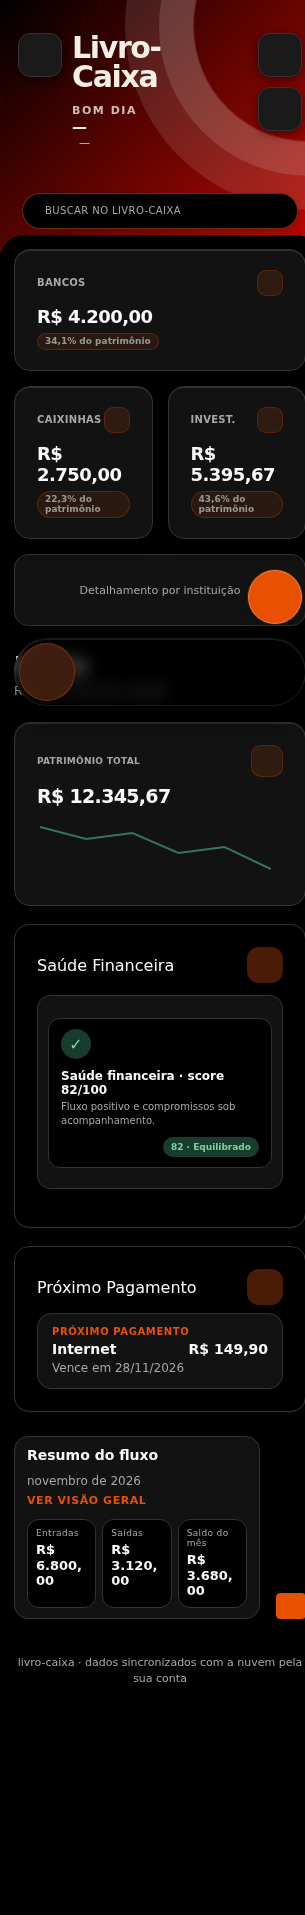 Livro-
Caixa
BOM DIA
—
—
BUSCAR NO LIVRO-CAIXA
BANCOS
R$ 4.200,00
34,1% do patrimônio
CAIXINHAS
R$
2.750,00
22,3% do
patrimônio
INVEST.
R$
5.395,67
43,6% do
patrimônio
Detalhamento por instituição
PATRIMÔNIO TOTAL
R$ 12.345,67
Saúde Financeira
✓
Saúde financeira · score
82/100
Fluxo positivo e compromissos sob
acompanhamento.
82 · Equilibrado
Próximo Pagamento
PRÓXIMO PAGAMENTO
Internet R$ 149,90
Vence em 28/11/2026
Resumo do fluxo
novembro de 2026
VER VISÃO GERAL
Entradas
R$
6.800,
00
Saídas
R$
3.120,
00
Saldo do
mês
R$
3.680,
00
livro-caixa · dados sincronizados com a nuvem pela
sua conta